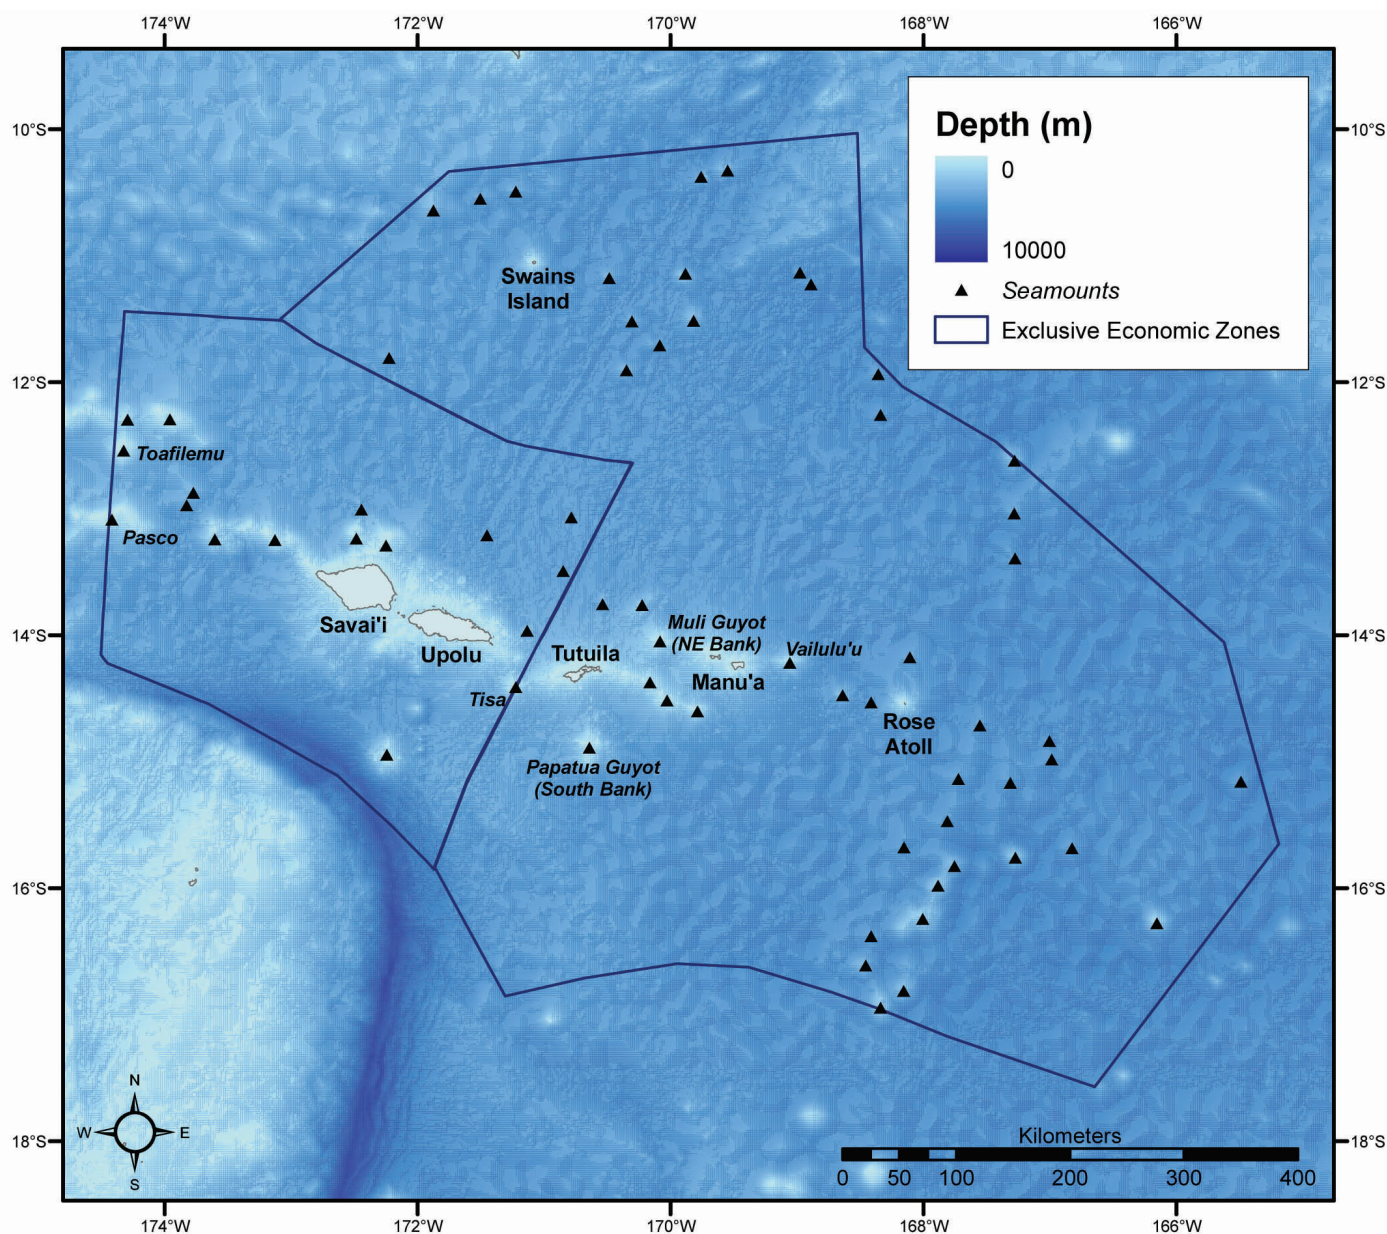 174°W 172°W 170°W 168°W 166°W
10°S
10°S
Depth (m)
0
10000
Seamounts
Exclusive Economic Zones
Swains
Island
12°S
12°S
Toafilemu
Pasco
Savai'i
Upolu
14°S
14°S
Tutuila
Muli Guyot
(NE Bank)
Vailulu'u
Manu'a
Tisa
Rose
Atoll
Papatua Guyot
(South Bank)
16°S
16°S
N
W E
S
18°S
18°S
Kilometers
0 50 100 200 300 400
174°W 172°W 170°W 168°W 166°W